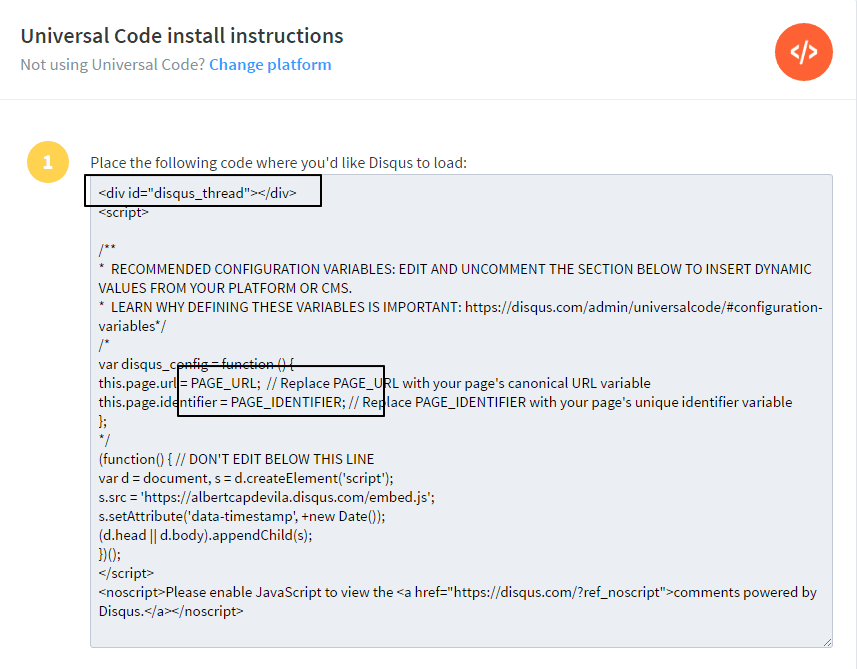 Universal Code install instructions
Not using Universal Code? Change platform
</>
1
Place the following code where you'd like Disqus to load:
<div id="disqus_thread"></div>
<script>
/**
*  RECOMMENDED CONFIGURATION VARIABLES: EDIT AND UNCOMMENT THE SECTION BELOW TO INSERT DYNAMIC
VALUES FROM YOUR PLATFORM OR CMS.
*  LEARN WHY DEFINING THESE VARIABLES IS IMPORTANT: https://disqus.com/admin/universalcode/#configuration-
variables*/
/*
var disqus_config = function () {
this.page.url = PAGE_URL;  // Replace PAGE_URL with your page's canonical URL variable
this.page.identifier = PAGE_IDENTIFIER; // Replace PAGE_IDENTIFIER with your page's unique identifier variable
};
*/
(function() { // DON'T EDIT BELOW THIS LINE
var d = document, s = d.createElement('script');
s.src = 'https://albertcapdevila.disqus.com/embed.js';
s.setAttribute('data-timestamp', +new Date());
(d.head || d.body).appendChild(s);
})();
</script>
<noscript>Please enable JavaScript to view the <a href="https://disqus.com/?ref_noscript">comments powered by
Disqus.</a></noscript>